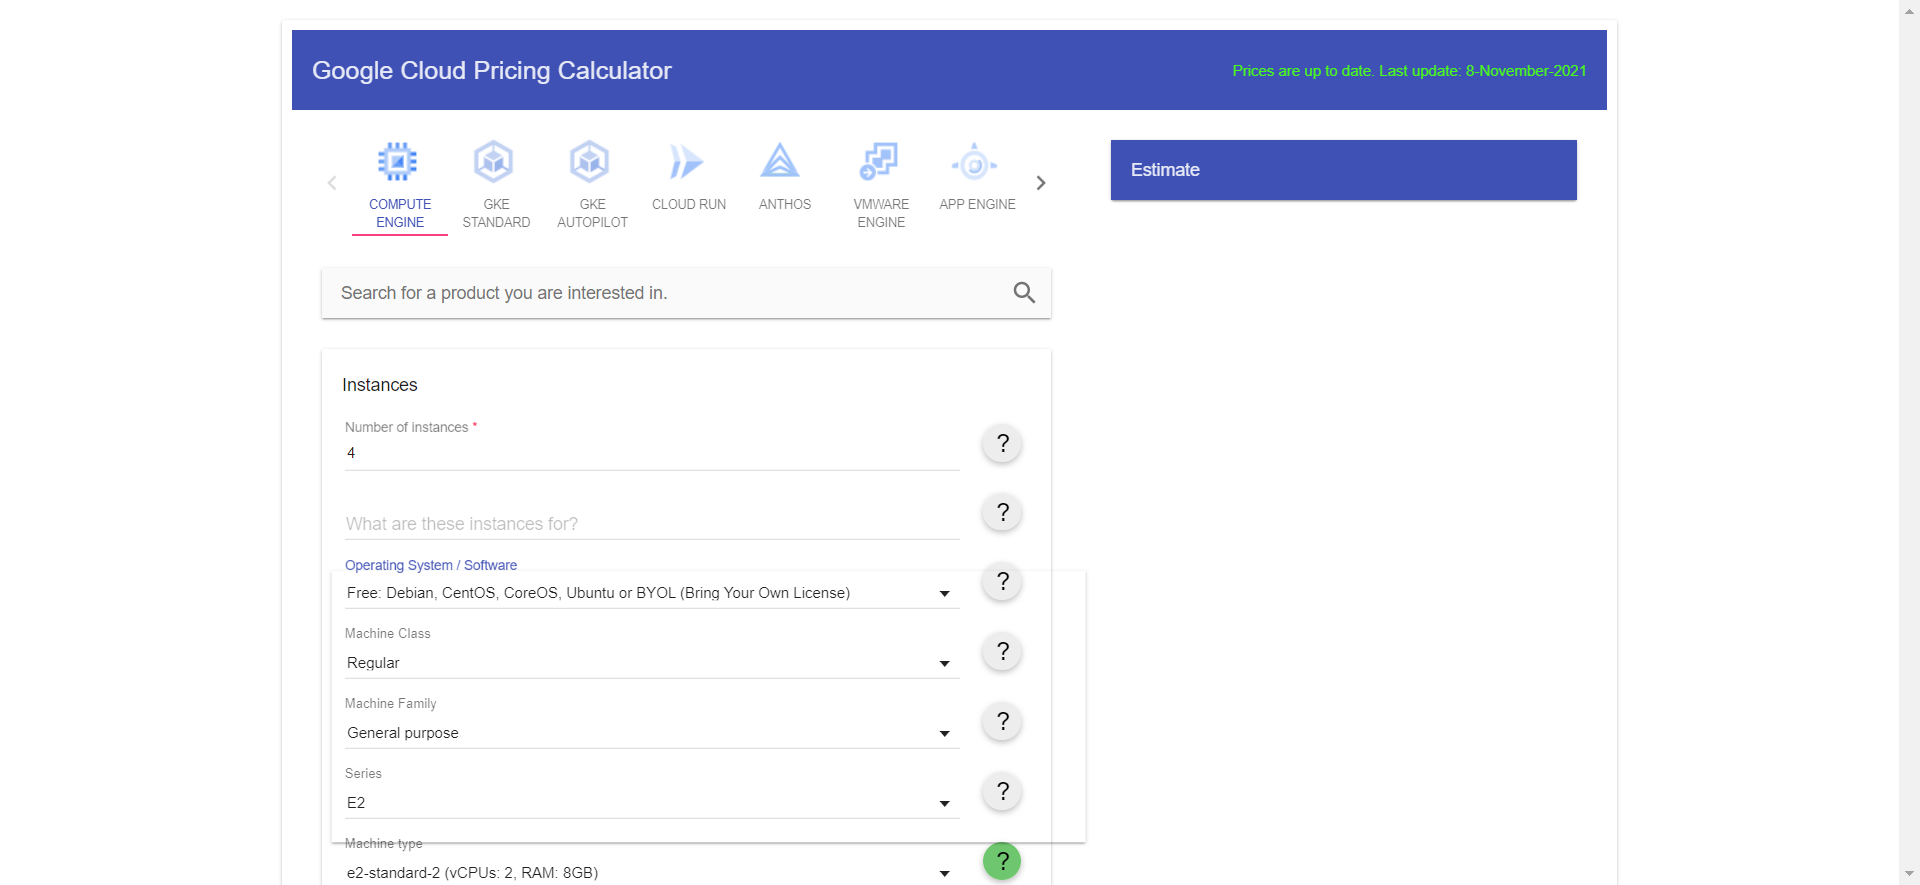 Google Cloud Pricing Calculator
Prices are up to date. Last update: 8-November-2021
COMPUTE
ENGINE
GKE
STANDARD
GKE
AUTOPILOT
CLOUD RUN
ANTHOS
VMWARE
ENGINE
APP ENGINE
Estimate
Search for a product you are interested in.
Instances
Number of instances *
4
?
What are these instances for?
?
Operating System / Software
Free: Debian, CentOS, CoreOS, Ubuntu or BYOL (Bring Your Own License)
?
Machine Class
Regular
?
Machine Family
General purpose
?
Series
E2
?
Machine type
e2-standard-2 (vCPUs: 2, RAM: 8GB)
?